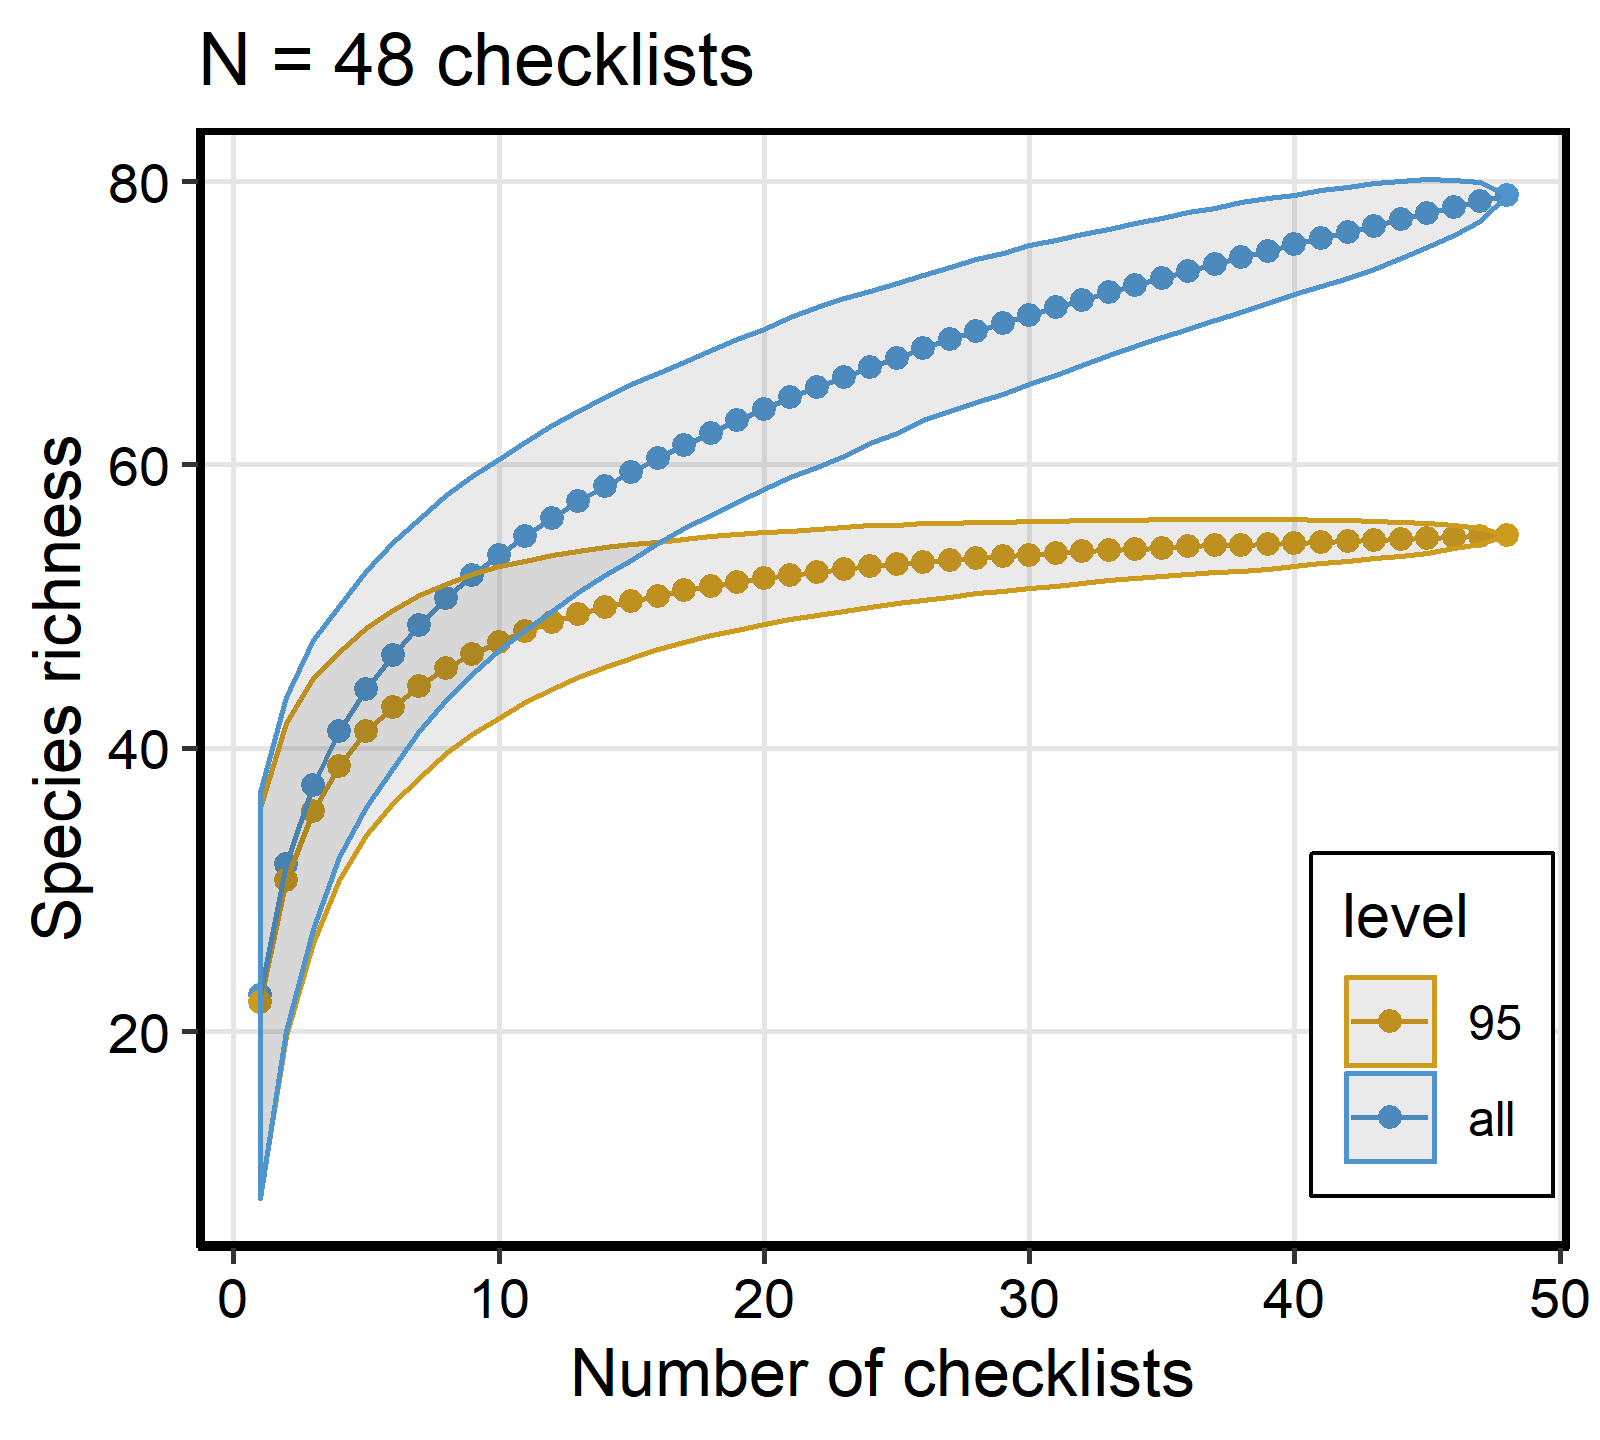 N = 48 checklists
80
60
40
20
Species richness
0 10 20 30 40 50
Number of checklists
level
95
all